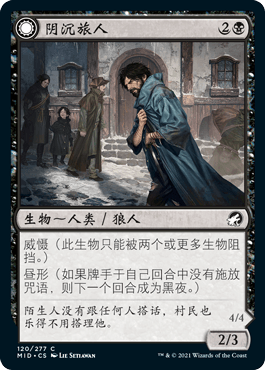 阴沉旅人 2
生物～人类／狼人
威慑（此生物只能被两个或更多生物阻
挡。）
昼形（如果牌手于自己回合中没有施放
咒语，则下一个回合成为黑夜。）
陌生人没有跟任何人搭话，村民也
乐得不用搭理他。
4/4
2/3
120/277 C
MID • CS LIE SETIAWAN
™ & © 2021 Wizards of the Coast